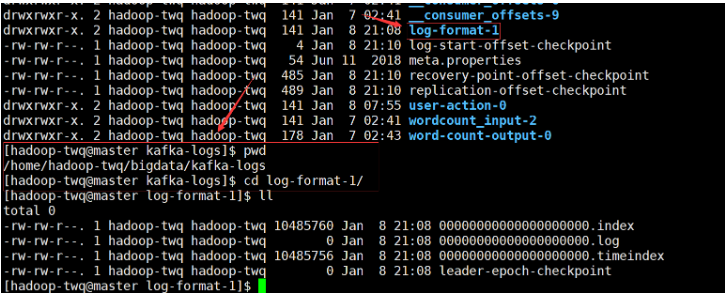 drwxrwxr-x. 2 hadoop-twq hadoop-twq 141 Jan 7 02:41 __consumer_offsets-9
drwxrwxr-x. 2 hadoop-twq hadoop-twq 141 Jan 8 21:08 log-format-1
-rw-rw-r--. 1 hadoop-twq hadoop-twq 4 Jan 8 21:10 log-start-offset-checkpoint
-rw-rw-r--. 1 hadoop-twq hadoop-twq 54 Jun 11 2018 meta.properties
-rw-rw-r--. 1 hadoop-twq hadoop-twq 485 Jan 8 21:10 recovery-point-offset-checkpoint
-rw-rw-r--. 1 hadoop-twq hadoop-twq 489 Jan 8 21:10 replication-offset-checkpoint
drwxrwxr-x. 2 hadoop-twq hadoop-twq 141 Jan 8 07:55 user-action-0
drwxrwxr-x. 2 hadoop-twq hadoop-twq 141 Jan 7 02:41 wordcount_input-2
drwxrwxr-x. 2 hadoop-twq hadoop-twq 178 Jan 7 02:43 word-count-output-0
[hadoop-twq@master kafka-logs]$ pwd
/home/hadoop-twq/bigdata/kafka-logs
[hadoop-twq@master kafka-logs]$ cd log-format-1/
[hadoop-twq@master log-format-1]$ ll
total 0
-rw-rw-r--. 1 hadoop-twq hadoop-twq 10485760 Jan 8 21:08 00000000000000000000.index
-rw-rw-r--. 1 hadoop-twq hadoop-twq 0 Jan 8 21:08 00000000000000000000.log
-rw-rw-r--. 1 hadoop-twq hadoop-twq 10485756 Jan 8 21:08 00000000000000000000.timeindex
-rw-rw-r--. 1 hadoop-twq hadoop-twq 0 Jan 8 21:08 leader-epoch-checkpoint
[hadoop-twq@master log-format-1]$